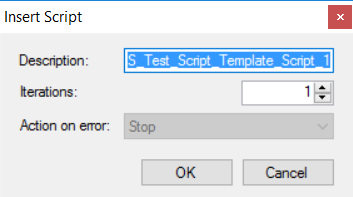 Insert Script
Description: S_Test_Script_Template_Script_1
Iterations: 1
Action on error: Stop
OK Cancel